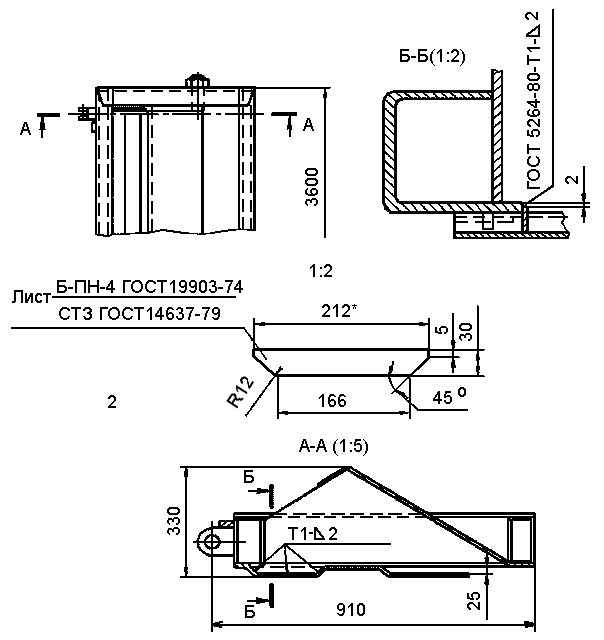 Б-Б(1:2)
ГОСТ 5264-80-Т1-⊿ 2
А
А
3600
2
1:2
Лист Б-ПН-4 ГОСТ19903-74
СТЗ ГОСТ14637-79
212*
5
30
R12
166
45°
2
А-А (1:5)
Б
330
Т1-⊿ 2
25
Б
910